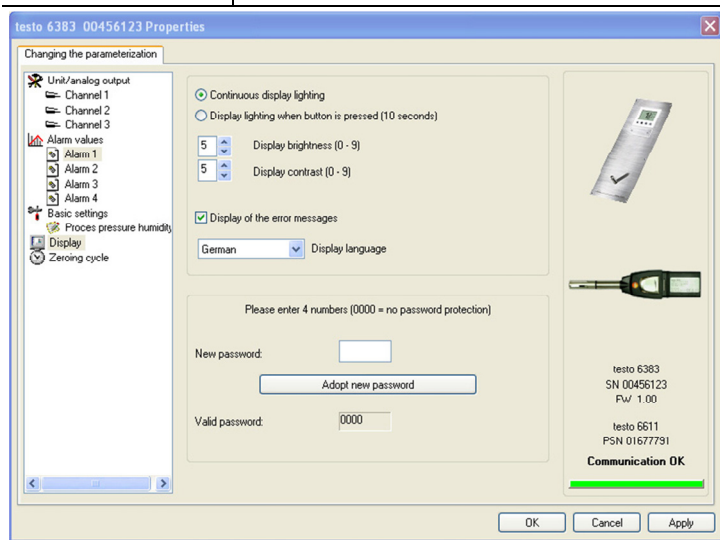 testo 6383 00456123 Properties
Changing the parameterization
Unit/analog output
Channel 1
Channel 2
Channel 3
Alarm values
Alarm 1
Alarm 2
Alarm 3
Alarm 4
Basic settings
Proces pressure humidity
Display
Zeroing cycle
Continuous display lighting
Display lighting when button is pressed (10 seconds)
5 Display brightness (0 - 9)
5 Display contrast (0 - 9)
Display of the error messages
German Display language
Please enter 4 numbers (0000 = no password protection)
New password:
Adopt new password
Valid password: 0000
testo 6383
SN 00456123
FW 1.00
testo 6611
PSN 01677791
Communication OK
OK Cancel Apply